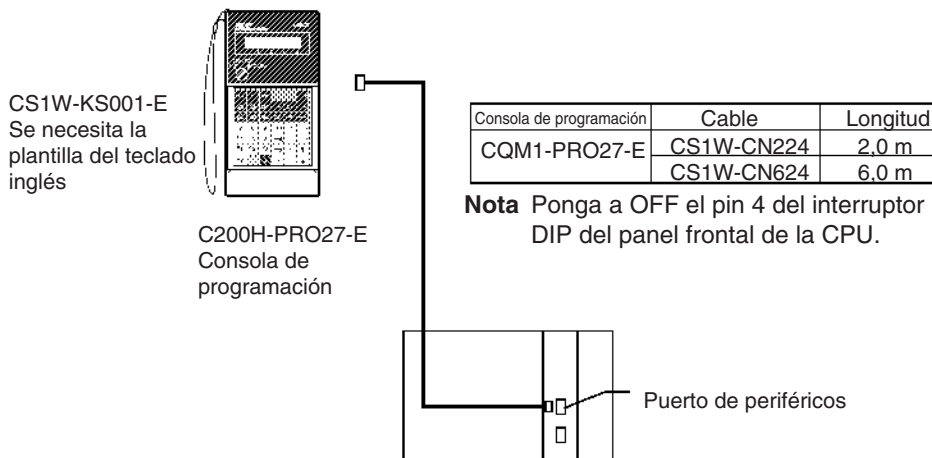 CS1W-KS001-E
Se necesita la
plantilla del teclado
inglés
C200H-PRO27-E
Consola de
programación
Consola de programación Cable Longitud
CQM1-PRO27-E CS1W-CN224 2,0 m
CS1W-CN624 6,0 m
Nota Ponga a OFF el pin 4 del interruptor
DIP del panel frontal de la CPU.
Puerto de periféricos